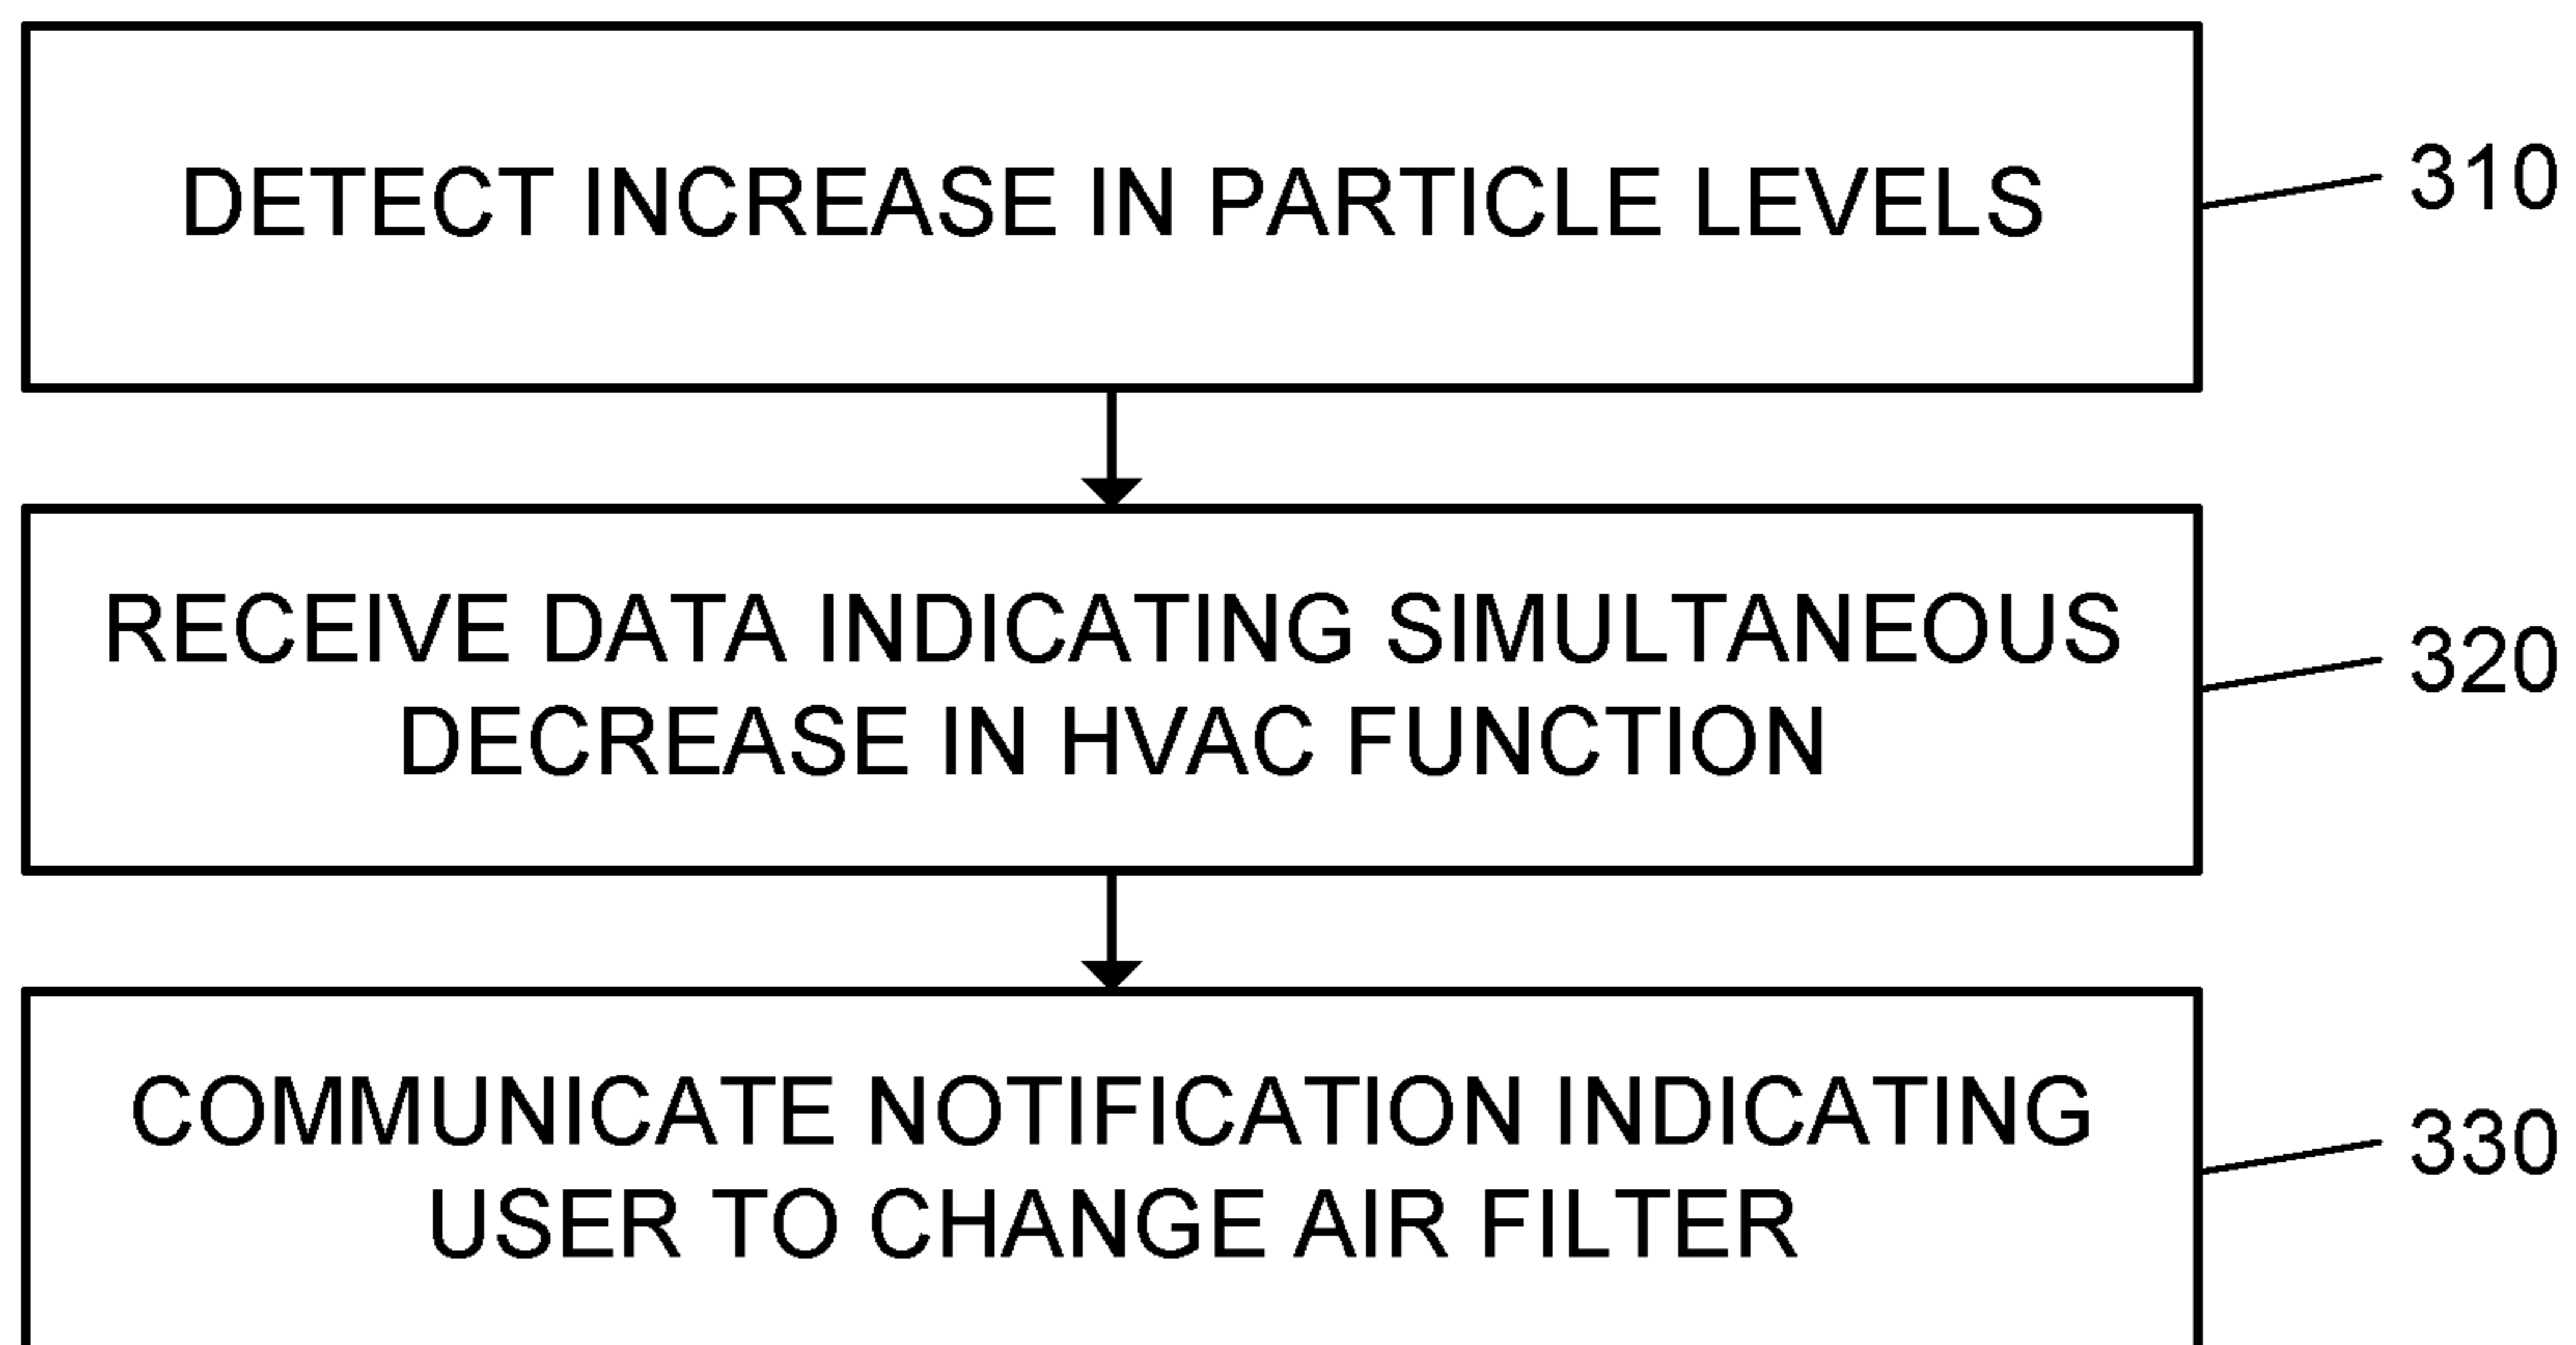 DETECT INCREASE IN PARTICLE LEVELS
310
RECEIVE DATA INDICATING SIMULTANEOUS
DECREASE IN HVAC FUNCTION
320
COMMUNICATE NOTIFICATION INDICATING
USER TO CHANGE AIR FILTER
330